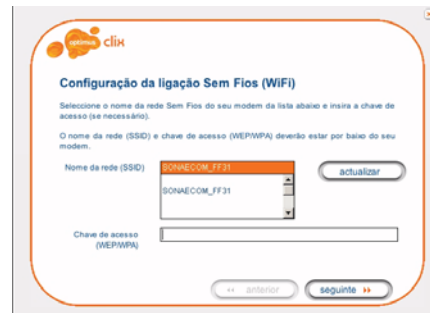 optimus clix
Configuração da ligação Sem Fios (WiFi)
Seleccione o nome da rede Sem Fios do seu modem da lista abaixo e insira a chave de
acesso (se necessário).
O nome da rede (SSID) e chave de acesso (WEP/WPA) deverão estar por baixo do seu
modem.
Nome da rede (SSID)
SONAECOM_FF31
SONAECOM_FF31
actualizar
Chave de acesso
(WEP/WPA)
anterior
seguinte